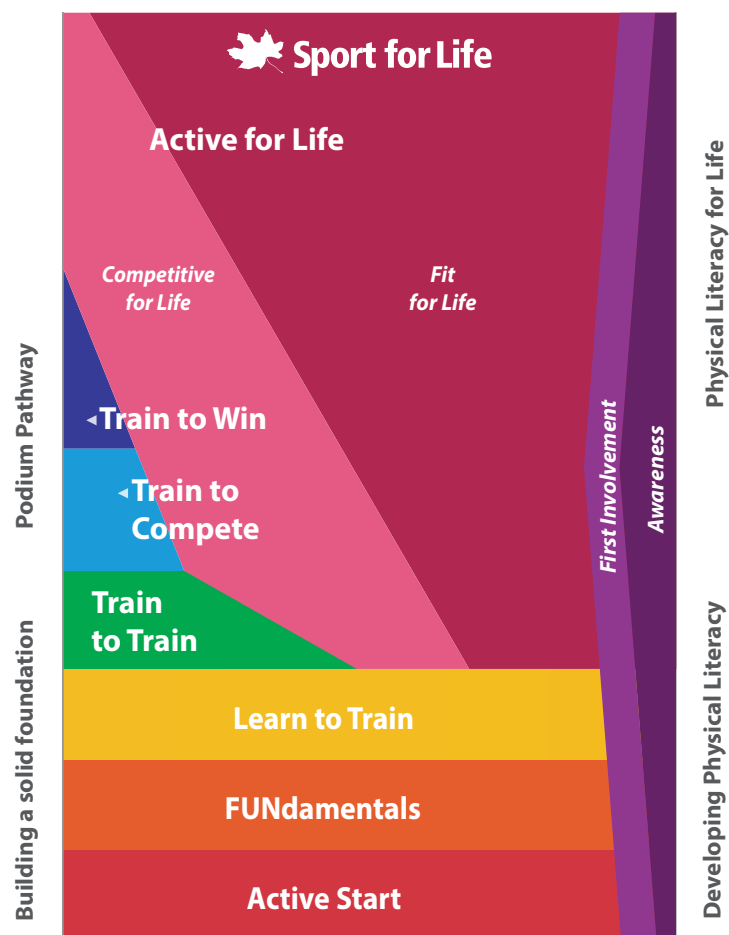 Sport for Life
Active for Life
Competitive
for Life
Fit
for Life
Train to Win
Train to
Compete
Train
to Train
Learn to Train
FUNdamentals
Active Start
First Involvement
Awareness
Podium Pathway
Building a solid foundation
Physical Literacy for Life
Developing Physical Literacy